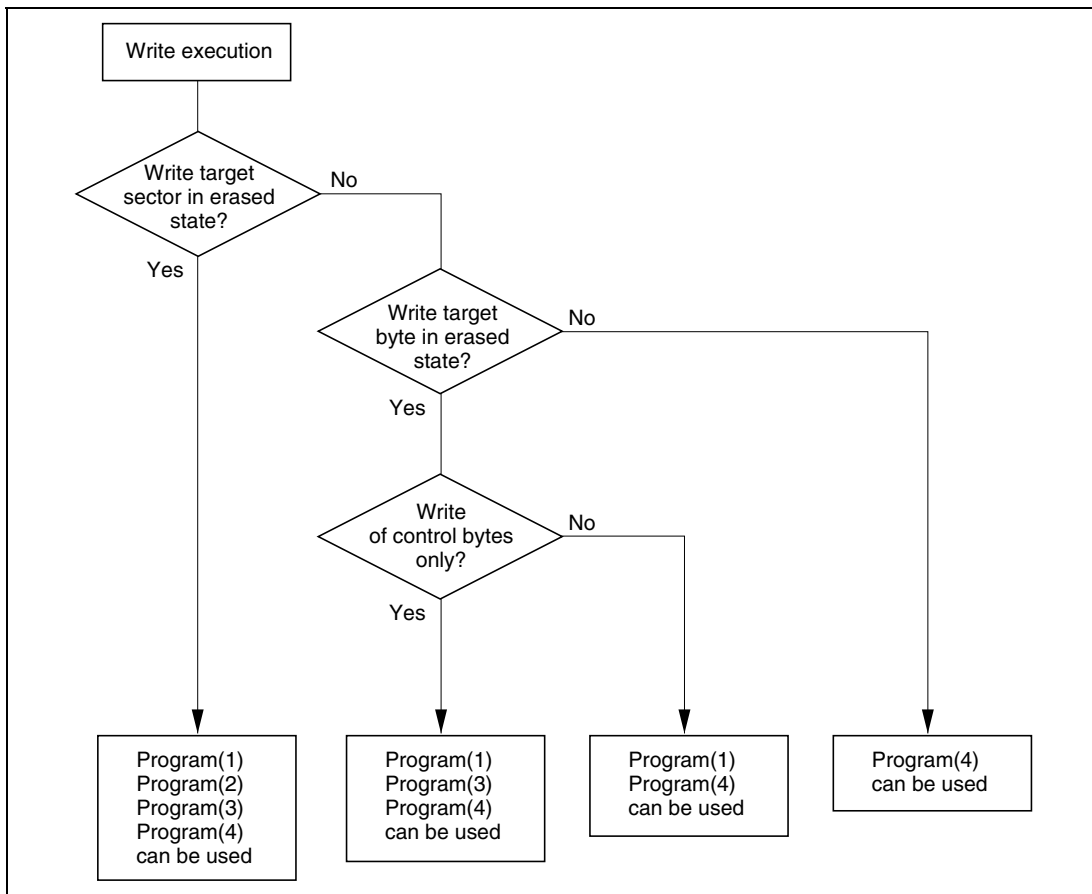 Write execution
Write target
sector in erased
state?
No
Yes
Write target
byte in erased
state?
No
Yes
Write
of control bytes
only?
No
Yes
Program(1)
Program(2)
Program(3)
Program(4)
can be used
Program(1)
Program(3)
Program(4)
can be used
Program(1)
Program(4)
can be used
Program(4)
can be used